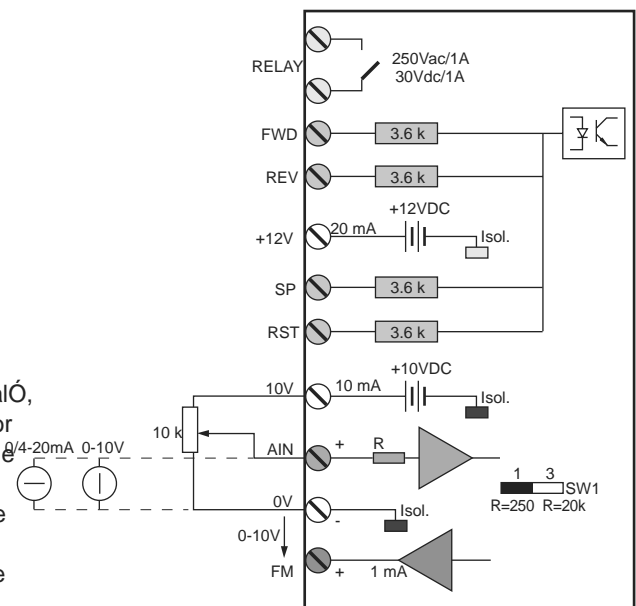 RELAY
250Vac/1A
30Vdc/1A
FWD
3.6 k
REV
3.6 k
+12VDC
+12V
20 mA
Isol.
SP
3.6 k
RST
3.6 k
+10VDC
10V
10 mA
Isol.
alÓ,
or
10 k
0/4-20mA
0-10V
e
AIN
+
R
1 3
SW1
R=250 R=20k
0V
-
Isol.
e
0-10V
FM
+
1 mA
e